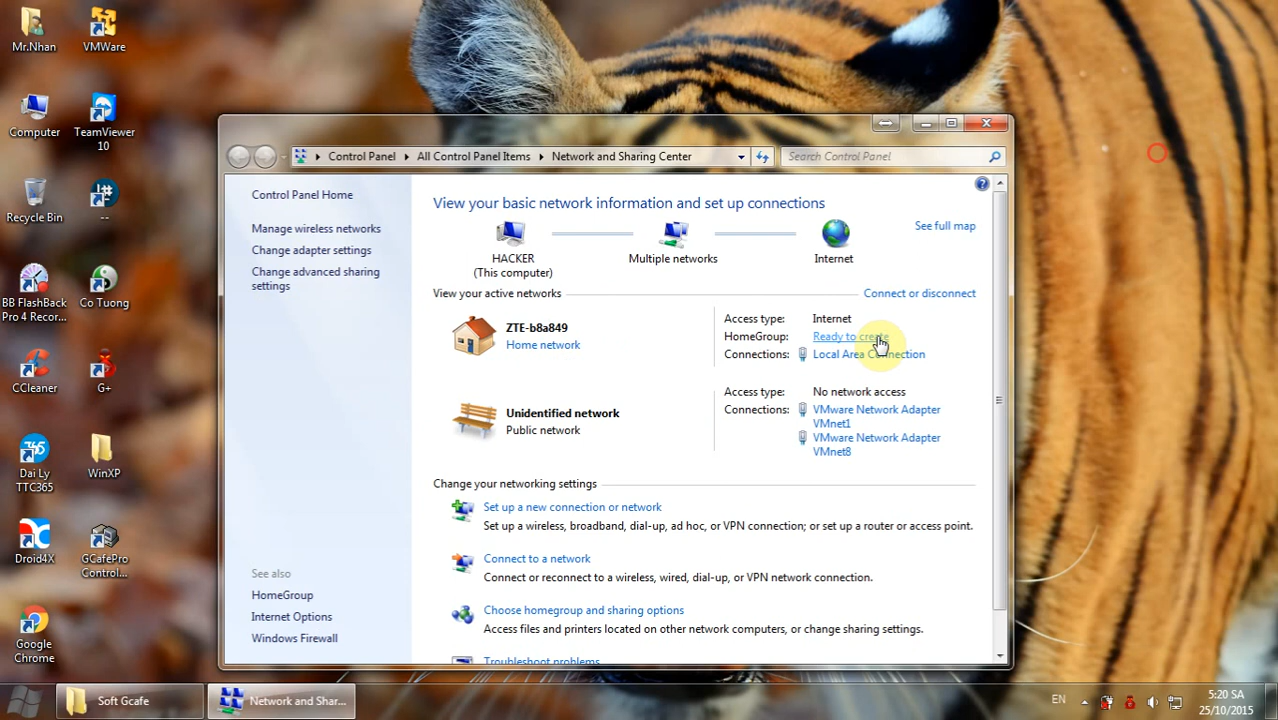 Mr.Nhan
VMWare
Computer
TeamViewer
10
Recycle Bin
--
BB FlashBack
Pro 4 Recor...
Co Tuong
CCleaner
G+
Dai Ly
TTC365
WinXP
Droid4X
GCafePro
Control...
Google
Chrome
Control Panel
All Control Panel Items
Network and Sharing Center
Search Control Panel
Control Panel Home
Manage wireless networks
Change adapter settings
Change advanced sharing
settings
See also
HomeGroup
Internet Options
Windows Firewall
View your basic network information and set up connections
See full map
HACKER
(This computer)
Multiple networks
Internet
View your active networks
Connect or disconnect
ZTE-b8a849
Home network
Access type: Internet
HomeGroup: Ready to create
Connections: Local Area Connection
Unidentified network
Public network
Access type: No network access
Connections: VMware Network Adapter
VMnet1
VMware Network Adapter
VMnet8
Change your networking settings
Set up a new connection or network
Set up a wireless, broadband, dial-up, ad hoc, or VPN connection; or set up a router or access point.
Connect to a network
Connect or reconnect to a wireless, wired, dial-up, or VPN network connection.
Choose homegroup and sharing options
Access files and printers located on other network computers, or change sharing settings.
Troubleshoot problems
Soft Gcafe
Network and Shar...
EN
5:20 SA
25/10/2015